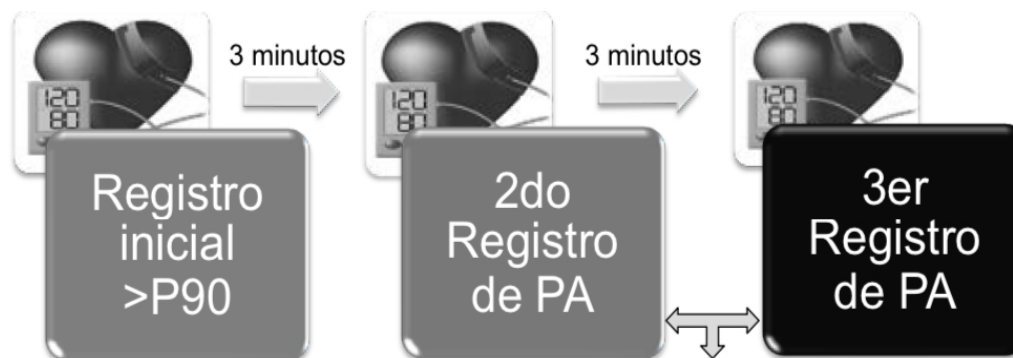 3 minutos
3 minutos
120
80
120
80
120
80
Registro
inicial
>P90
2do
Registro
de PA
3er
Registro
de PA